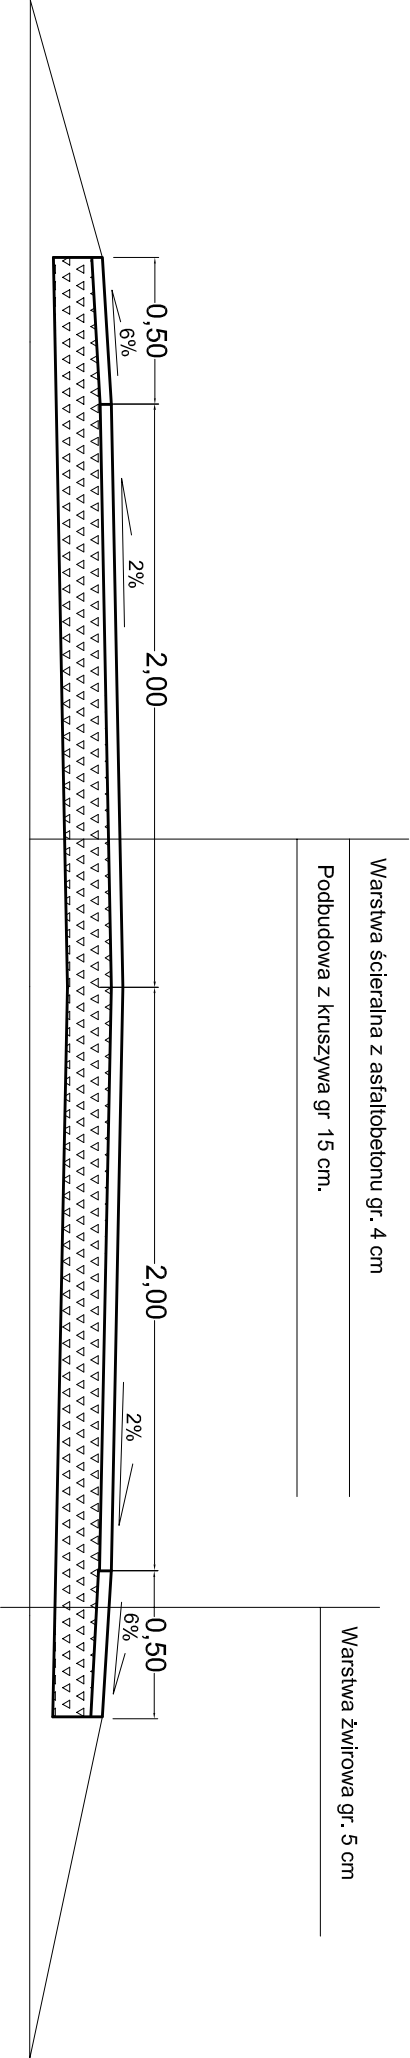 Warstwa ścieralna z asfaltobetonu gr. 4 cm
Podbudowa z kruszywa gr 15 cm.
Warstwa żwirowa gr. 5 cm
0,50
2,00
2,00
0,50
6%
2%
2%
6%